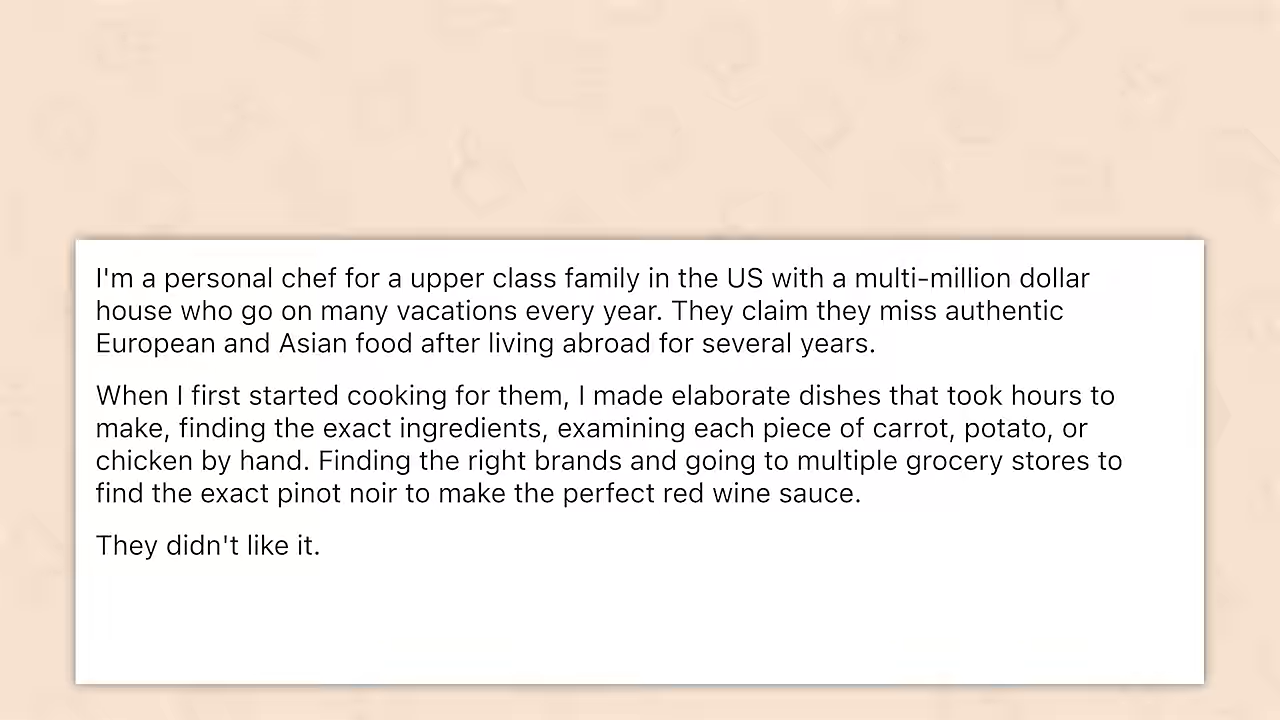 I'm a personal chef for a upper class family in the US with a multi-million dollar
house who go on many vacations every year. They claim they miss authentic
European and Asian food after living abroad for several years.
When I first started cooking for them, I made elaborate dishes that took hours to
make, finding the exact ingredients, examining each piece of carrot, potato, or
chicken by hand. Finding the right brands and going to multiple grocery stores to
find the exact pinot noir to make the perfect red wine sauce.
They didn't like it.